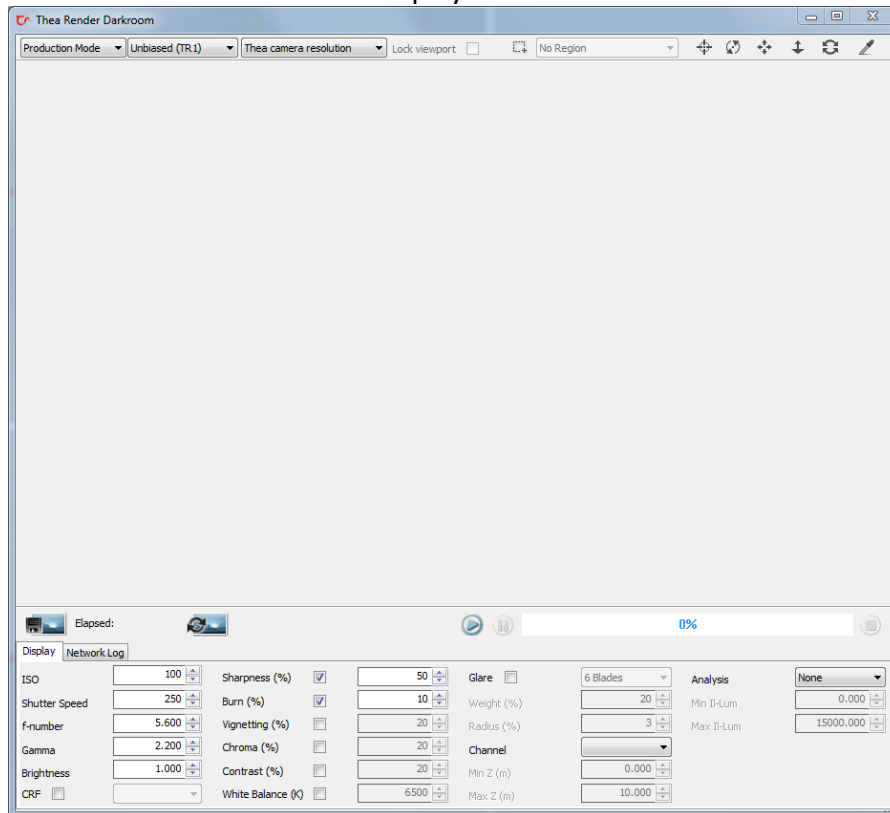 Thea Render Darkroom
Production Mode Unbiased (TR1) Thea camera resolution Lock viewport No Region
Elapsed: 0%
Display Network Log
ISO 100 Sharpness (%) 50 Glare 6 Blades Analysis None
Shutter Speed 250 Burn (%) 10 Weight (%) 20 Min Il-Lum 0.000
f-number 5.600 Vignetting (%) 20 Radius (%) 3 Max Il-Lum 15000.000
Gamma 2.200 Chroma (%) 20 Channel
Brightness 1.000 Contrast (%) 20 Min Z (m) 0.000
CRF White Balance (K) 6500 Max Z (m) 10.000